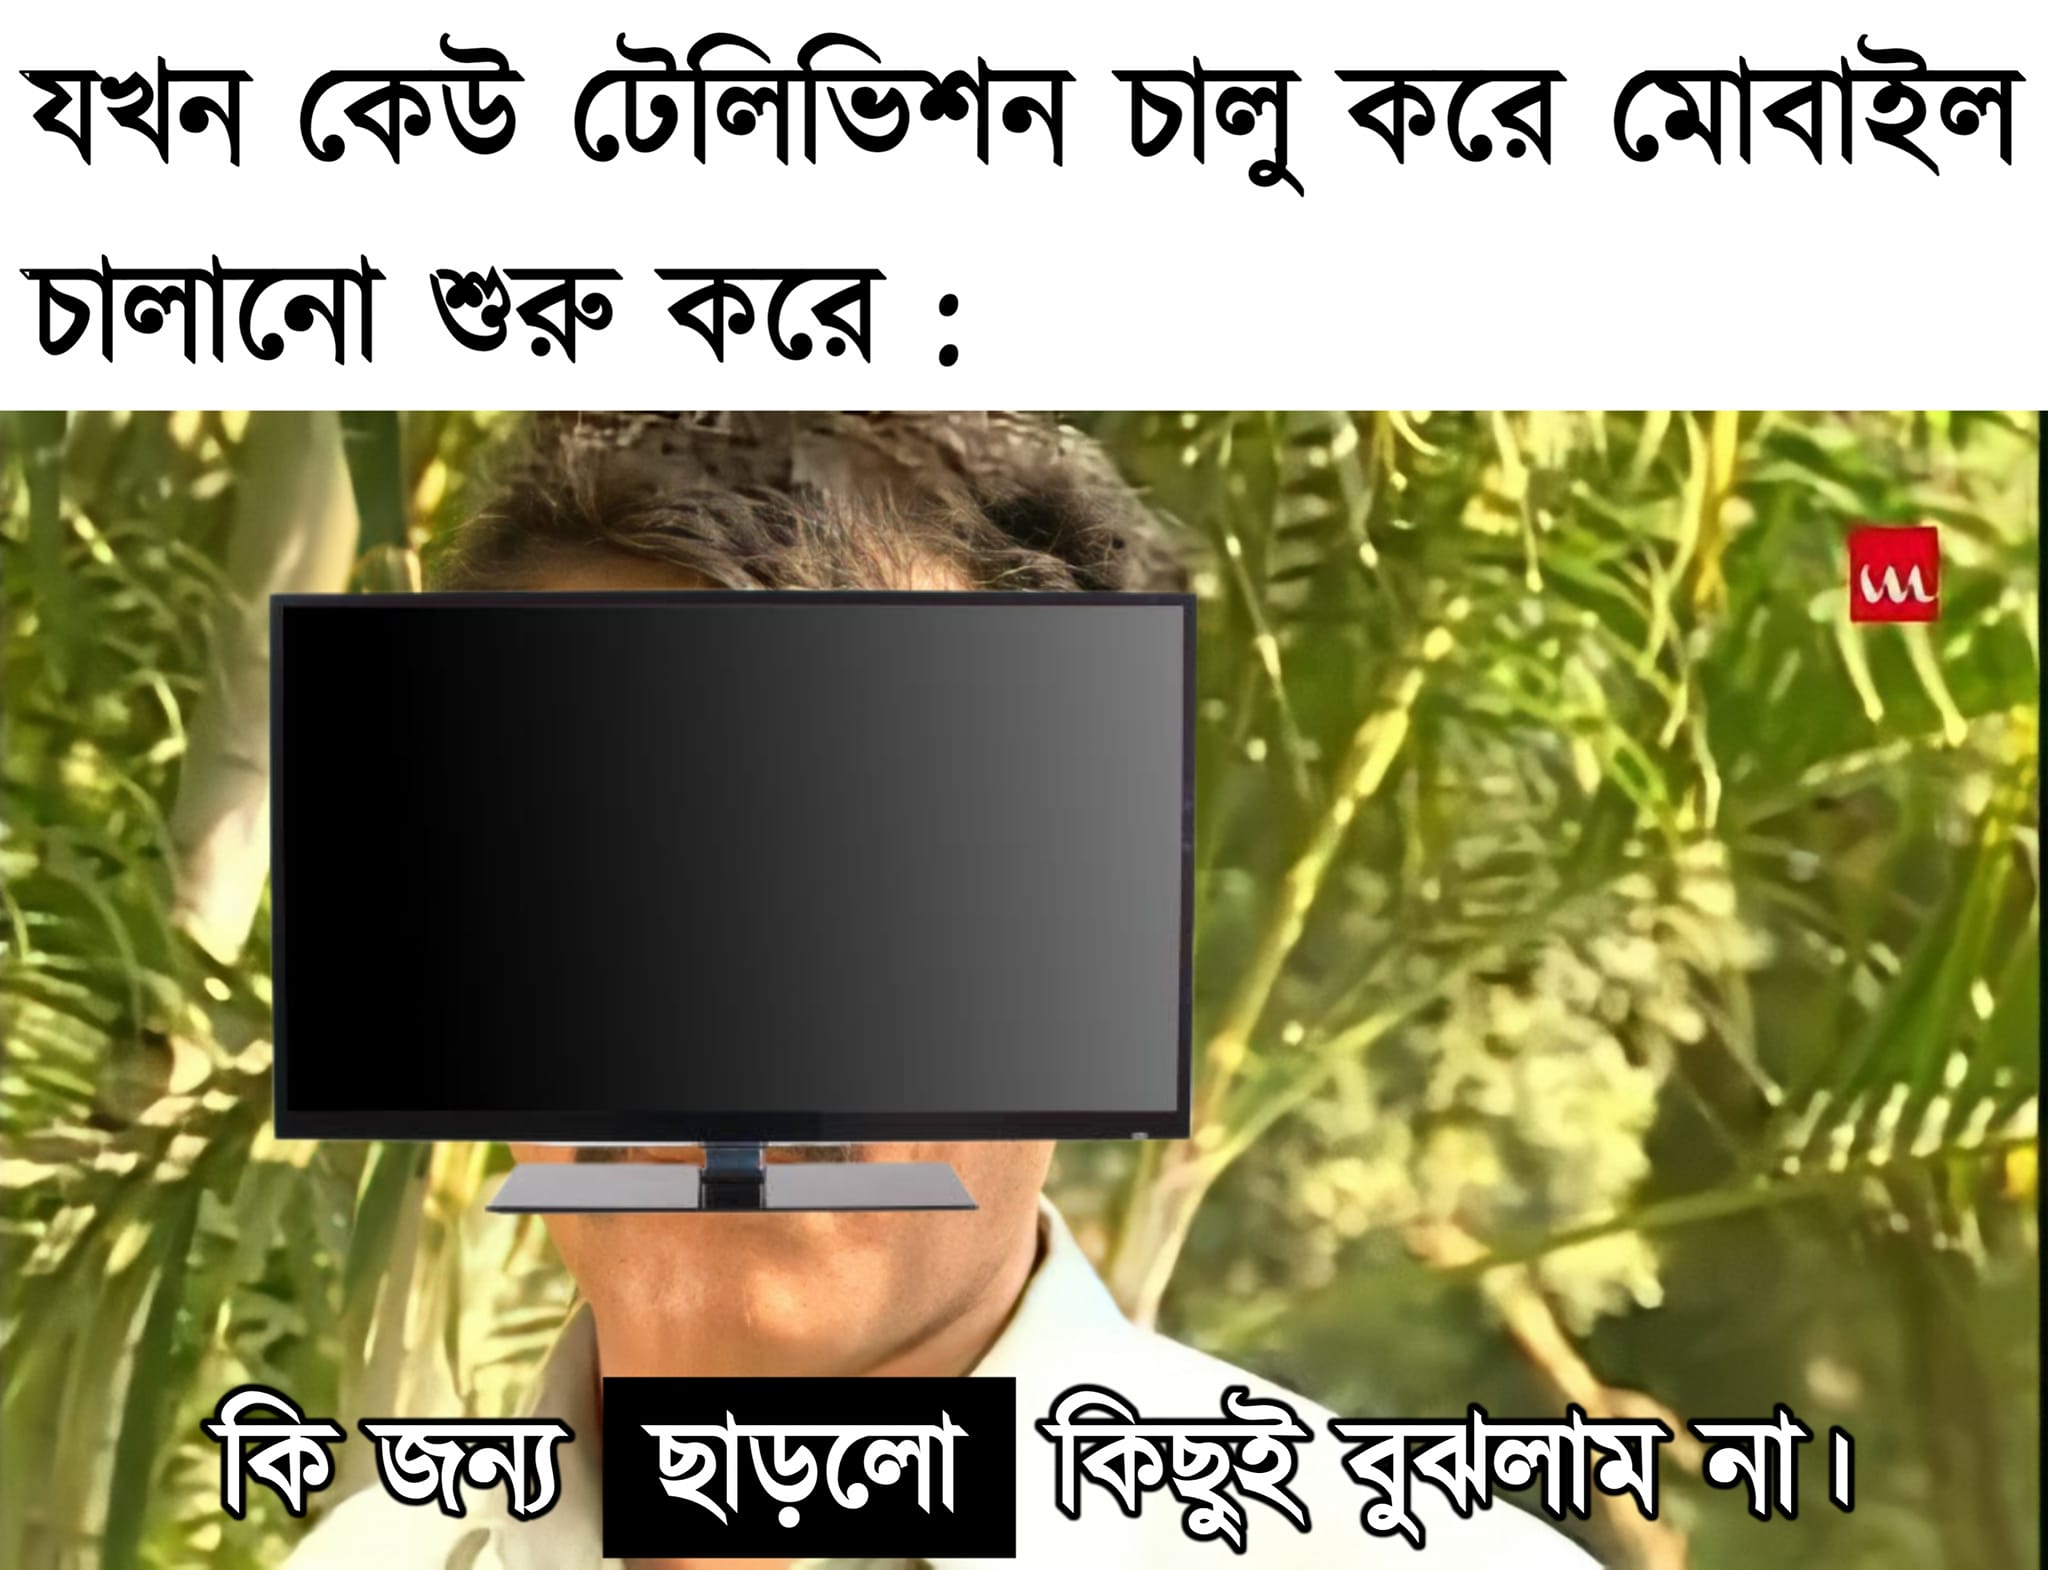 যখন কেউ টেলিভিশন চালু করে মোবাইল
চালানো শুরু করে :
কি জন্য ছাড়লো কিছুই বুঝলাম না।